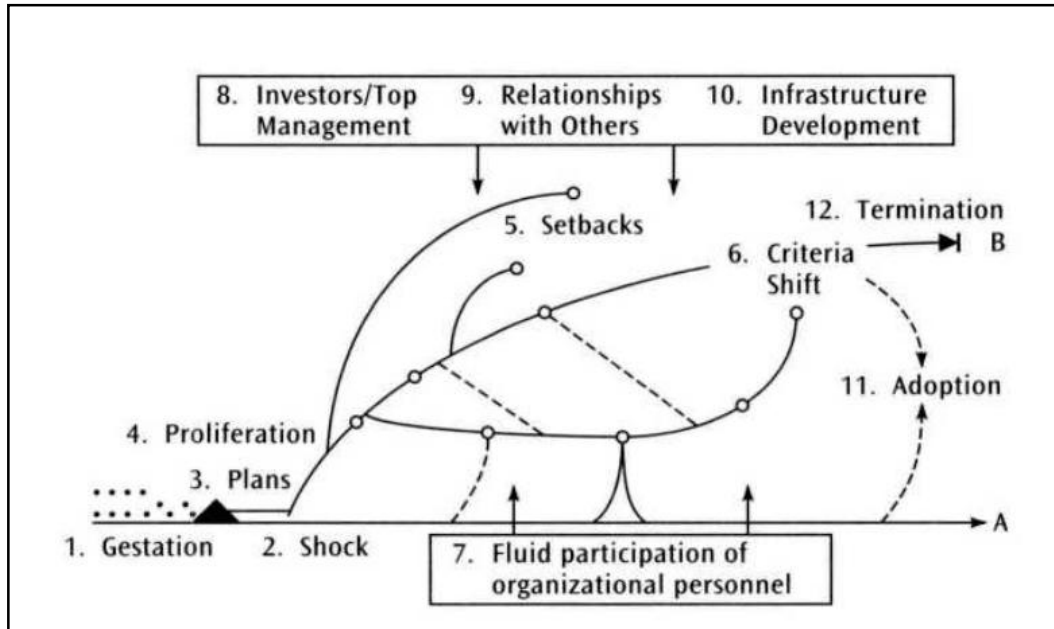 8. Investors/Top 9. Relationships 10. Infrastructure
Management with Others Development
12. Termination
5. Setbacks
B
6. Criteria
Shift
11. Adoption
4. Proliferation
3. Plans
A
1. Gestation 2. Shock
7. Fluid participation of
organizational personnel